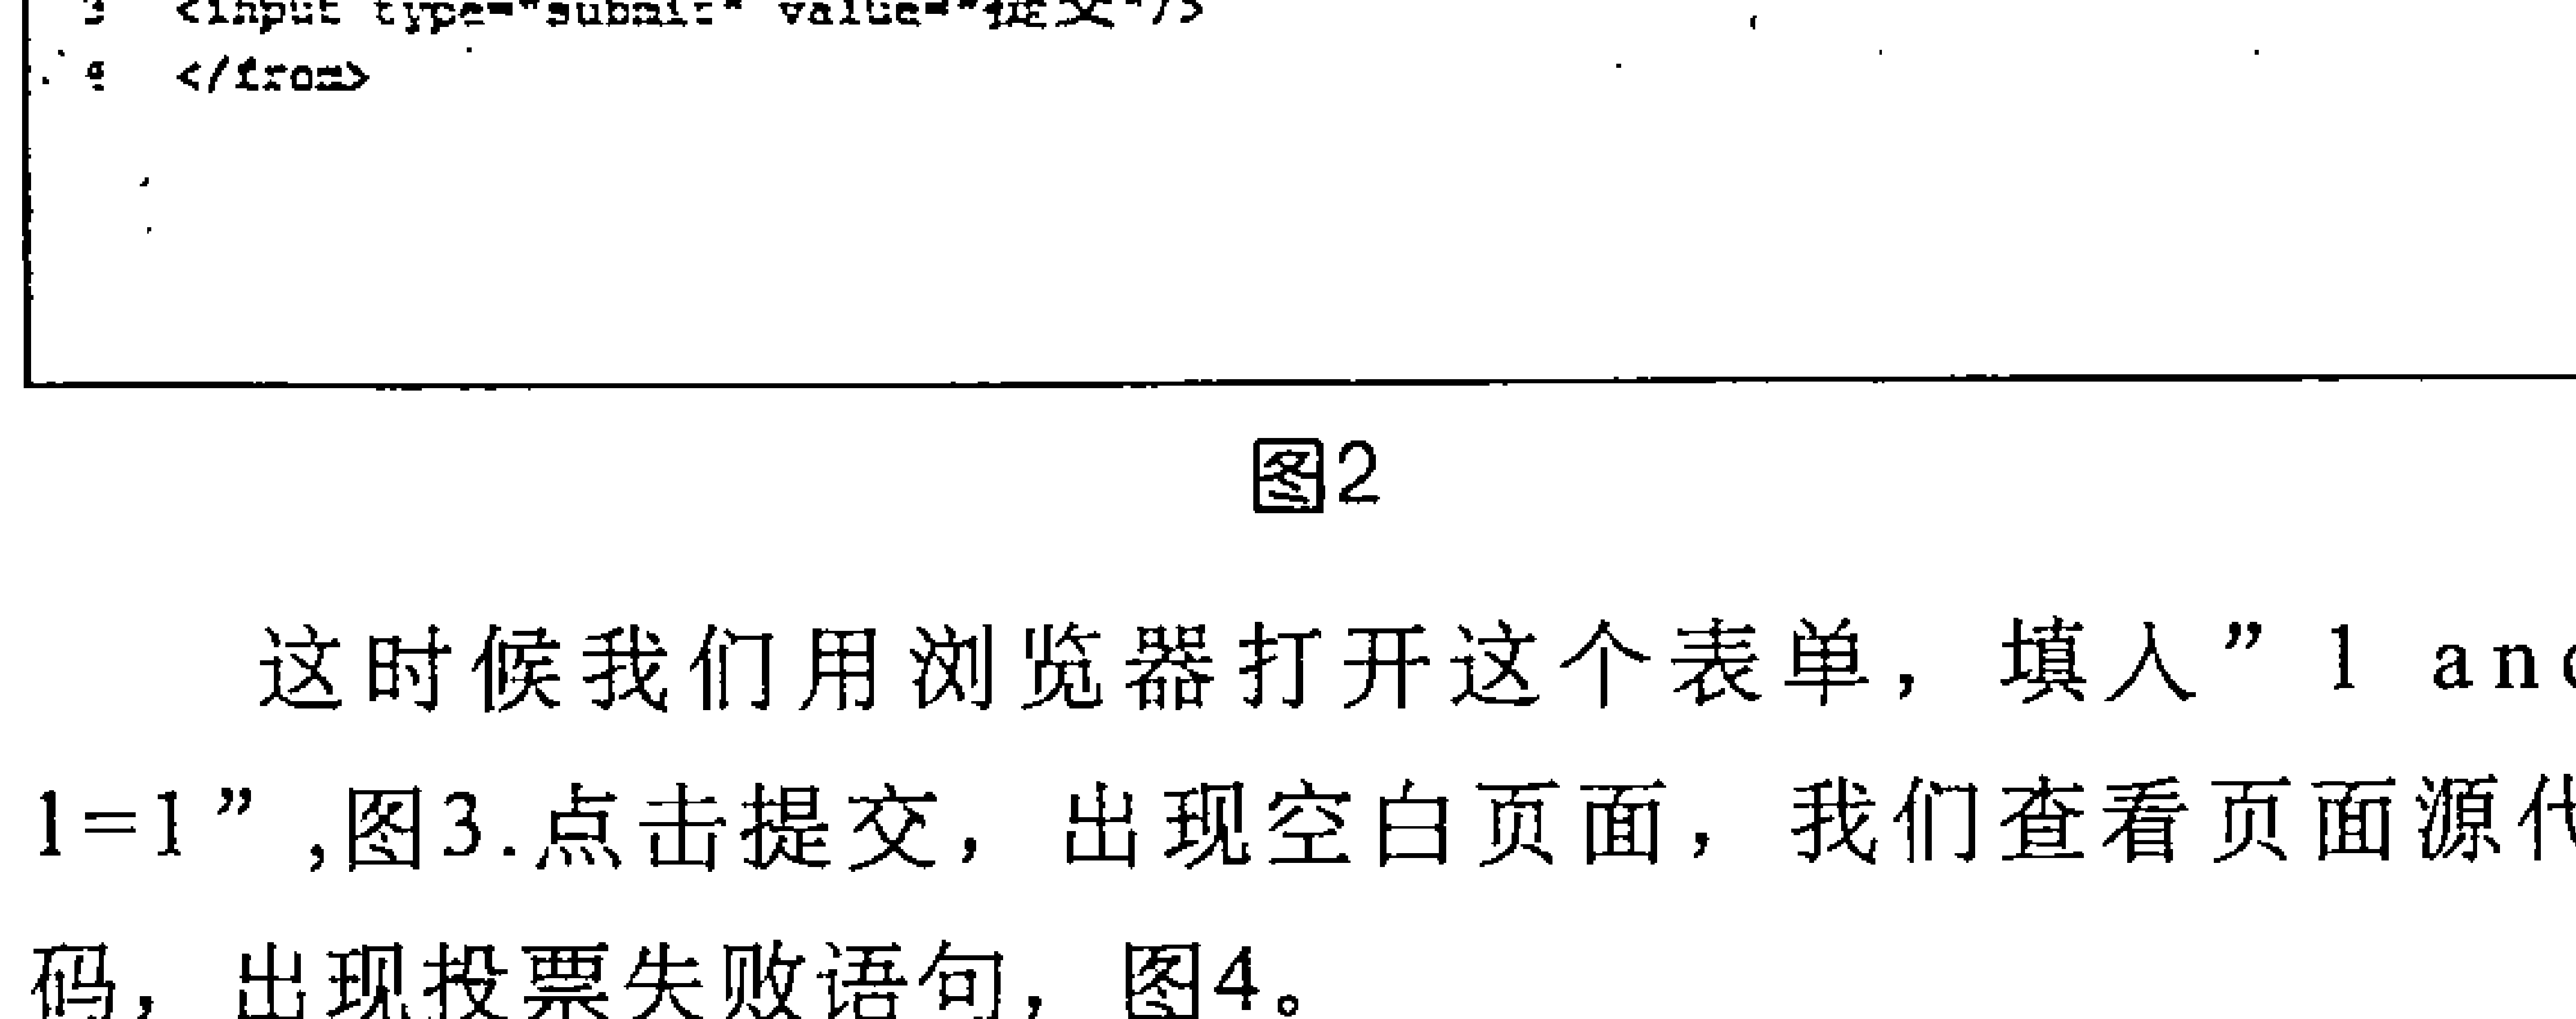 3 <input type="submit" value="提交"/>
4 </from>
图2
这时候我们用浏览器打开这个表单，填入” 1 and
1=1” ,图3.点击提交，出现空白页面，我们查看页面源代
码，出现投票失败语句，图4。